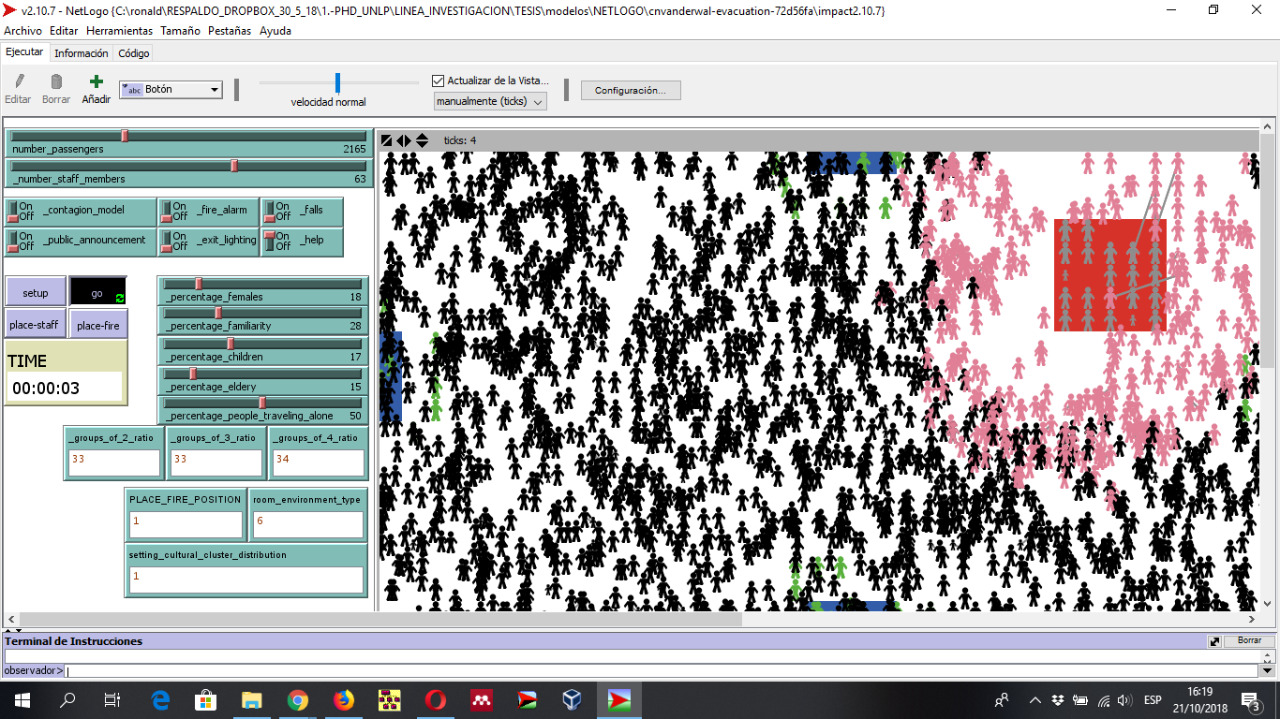 v2.10.7 - NetLogo {C:\ronald\RESPALDO_DROPBOX_30_5_18\1.-PHD_UNLP\LINEA_INVESTIGACION\TESIS\modelos\NETLOGO\cnvanderwal-evacuation-72d56fa\impact2.10.7}
Archivo Editar Herramientas Tamaño Pestañas Ayuda
Ejecutar Información Código
Editar Borrar Añadir
abc Botón
velocidad normal
Actualizar de la Vista...
manualmente (ticks)
Configuración...
number_passengers 2165
_number_staff_members 63
On Off _contagion_model
On Off _fire_alarm
On Off _falls
On Off _public_announcement
On Off _exit_lighting
On Off _help
setup go
place-staff place-fire
TIME
00:00:03
_percentage_females 18
_percentage_familiarity 28
_percentage_children 17
_percentage_eldery 15
_percentage_people_traveling_alone 50
_groups_of_2_ratio
33
_groups_of_3_ratio
33
_groups_of_4_ratio
34
PLACE_FIRE_POSITION
1
room_environment_type
6
setting_cultural_cluster_distribution
1
ticks: 4
Terminal de Instrucciones
Borrar
observador>
ESP
16:19
21/10/2018
3